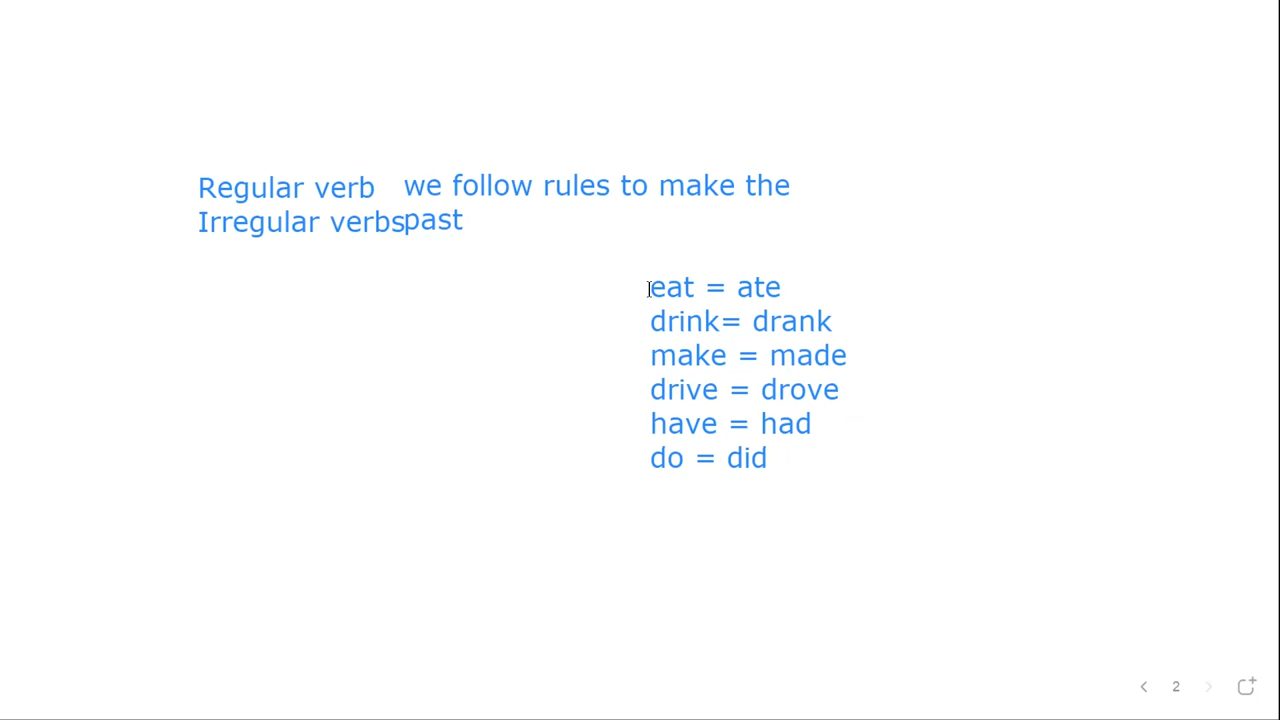 Regular verb
Irregular verbs
we follow rules to make the
past
eat = ate
drink= drank
make = made
drive = drove
have = had
do = did
2